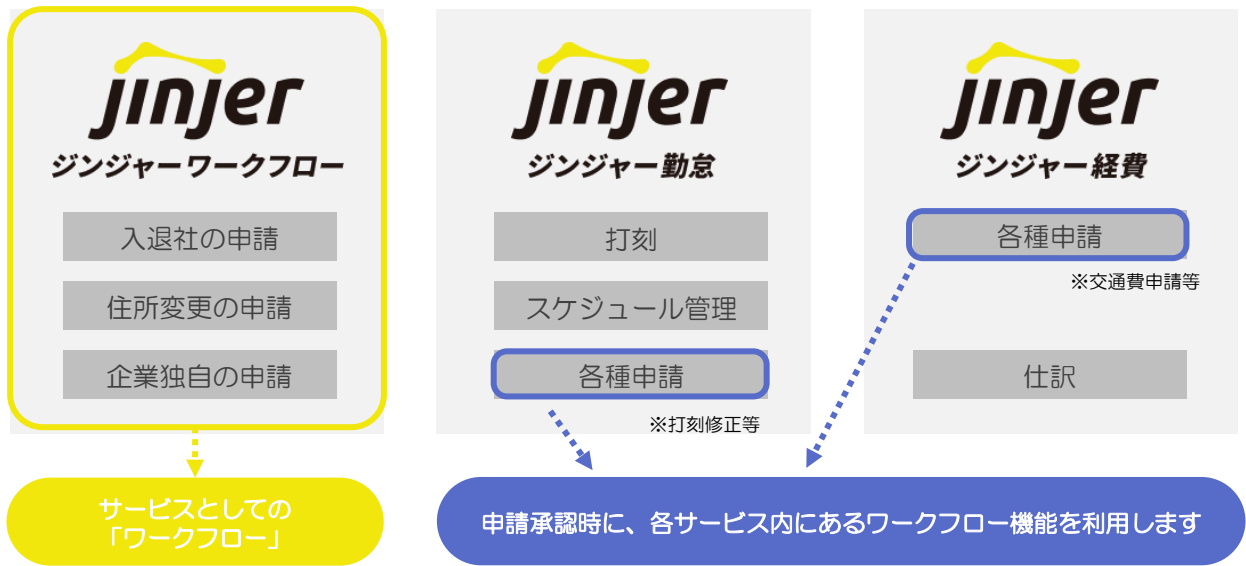 jinjer
ジンジャーワークフロー
入退社の申請
住所変更の申請
企業独自の申請
サービスとしての
「ワークフロー」
jinjer
ジンジャー勤怠
打刻
スケジュール管理
各種申請
※打刻修正等
jinjer
ジンジャー経費
各種申請
※交通費申請等
仕訳
申請承認時に、各サービス内にあるワークフロー機能を利用します